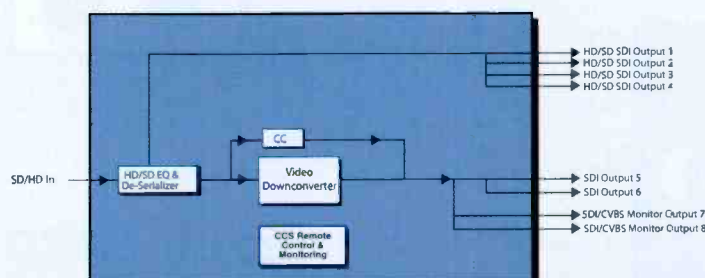 HD/SD SDI Output 1
HD/SD SDI Output 2
HD/SD SDI Output 3
HD/SD SDI Output 4
CC
SD/HD In
HD/SD EQ &
De-Serializer
Video
Downconverter
SDI Output 5
SDI Output 6
SDI/CVBS Monitor Output 7
SDI/CVBS Monitor Output 8
CCS Remote
Control &
Monitoring